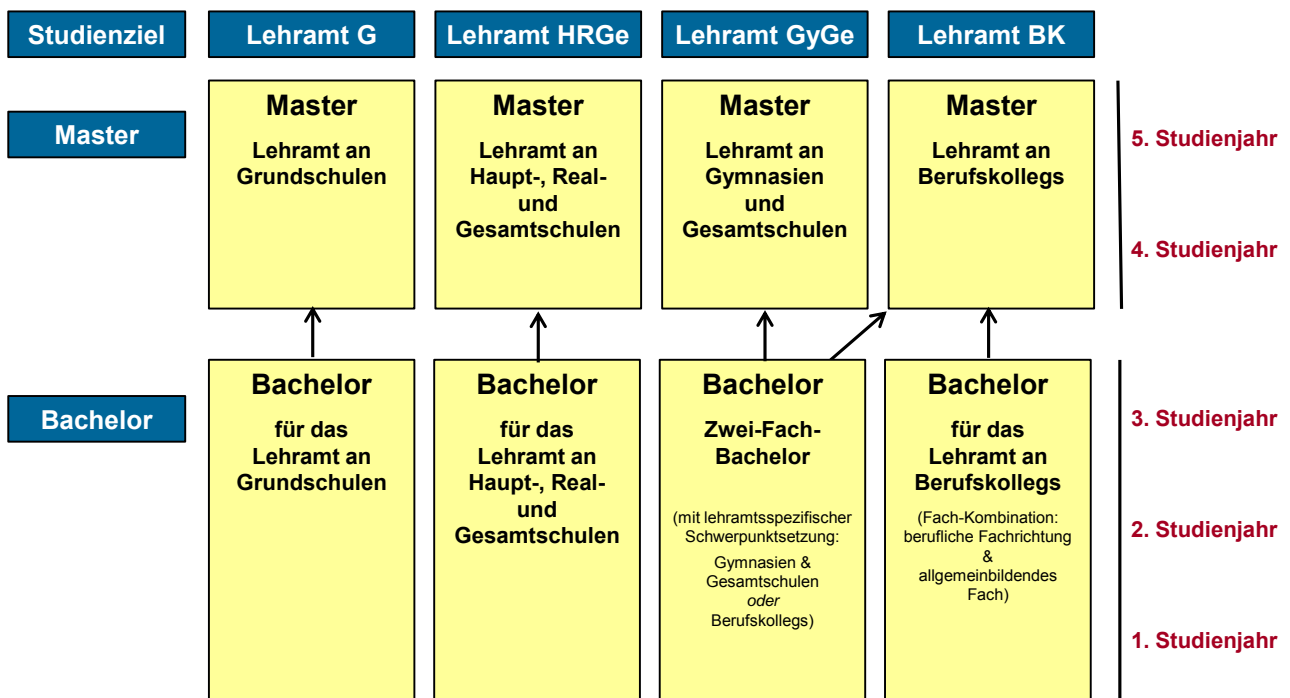 Studienziel
Lehramt G
Lehramt HRGe
Lehramt GyGe
Lehramt BK
Master
Master
Lehramt an
Grundschulen
Master
Lehramt an
Haupt-, Real-
und
Gesamtschulen
Master
Lehramt an
Gymnasien
und
Gesamtschulen
Master
Lehramt an
Berufskollegs
5. Studienjahr
4. Studienjahr
Bachelor
Bachelor
für das
Lehramt an
Grundschulen
Bachelor
für das
Lehramt an
Haupt-, Real-
und
Gesamtschulen
Bachelor
Zwei-Fach-
Bachelor
(mit lehramtsspezifischer
Schwerpunktsetzung:
Gymnasien &
Gesamtschulen
oder
Berufskollegs)
Bachelor
für das
Lehramt an
Berufskollegs
(Fach-Kombination:
berufliche Fachrichtung
&
allgemeinbildendes
Fach)
3. Studienjahr
2. Studienjahr
1. Studienjahr